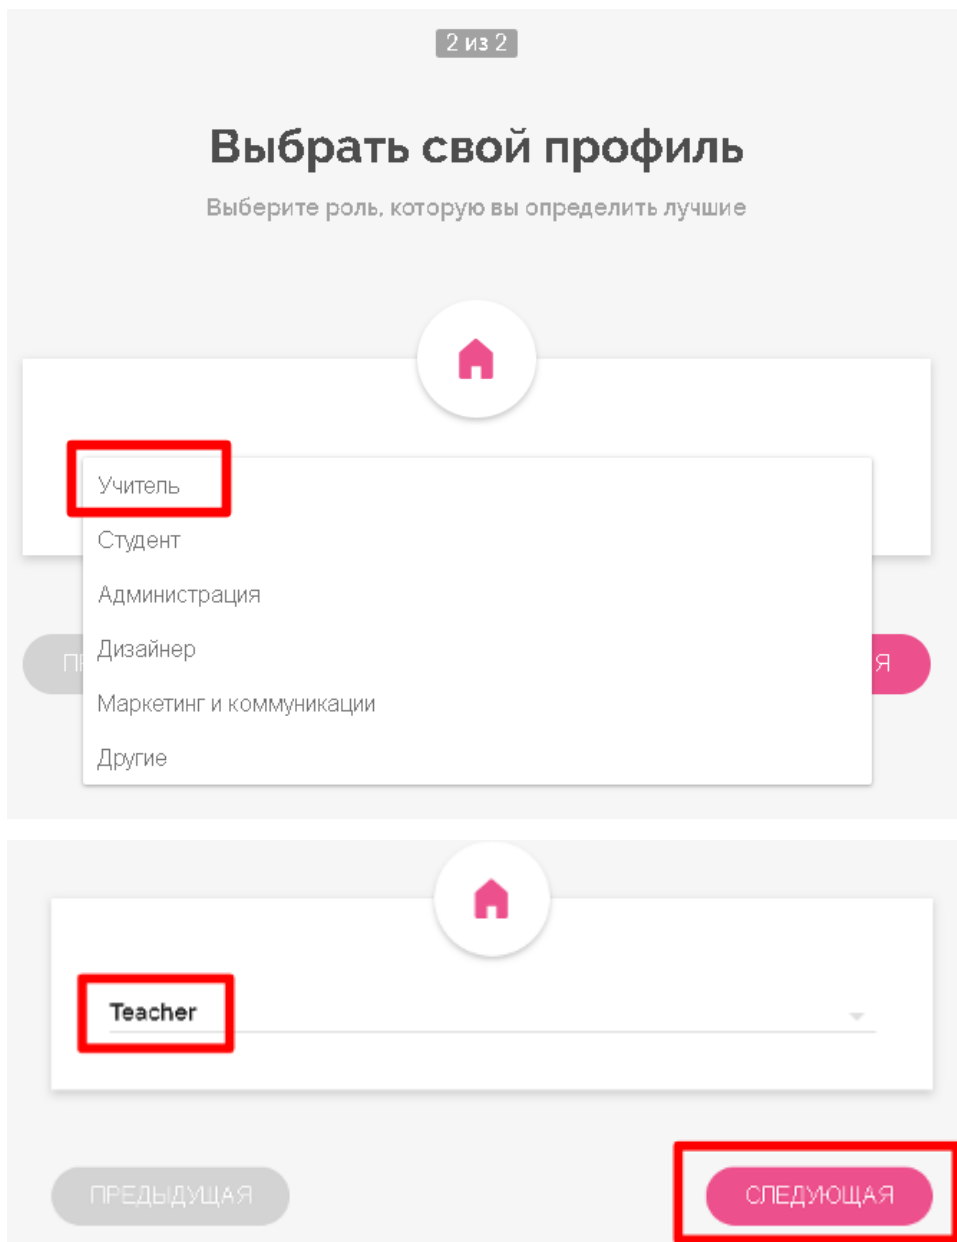 2 из 2
Выбрать свой профиль
Выберите роль, которую вы определить лучшие
Учитель
Студент
Администрация
Дизайнер
Маркетинг и коммуникации
Другие
Teacher
ПРЕДЫДУЩАЯ
СЛЕДУЮЩАЯ